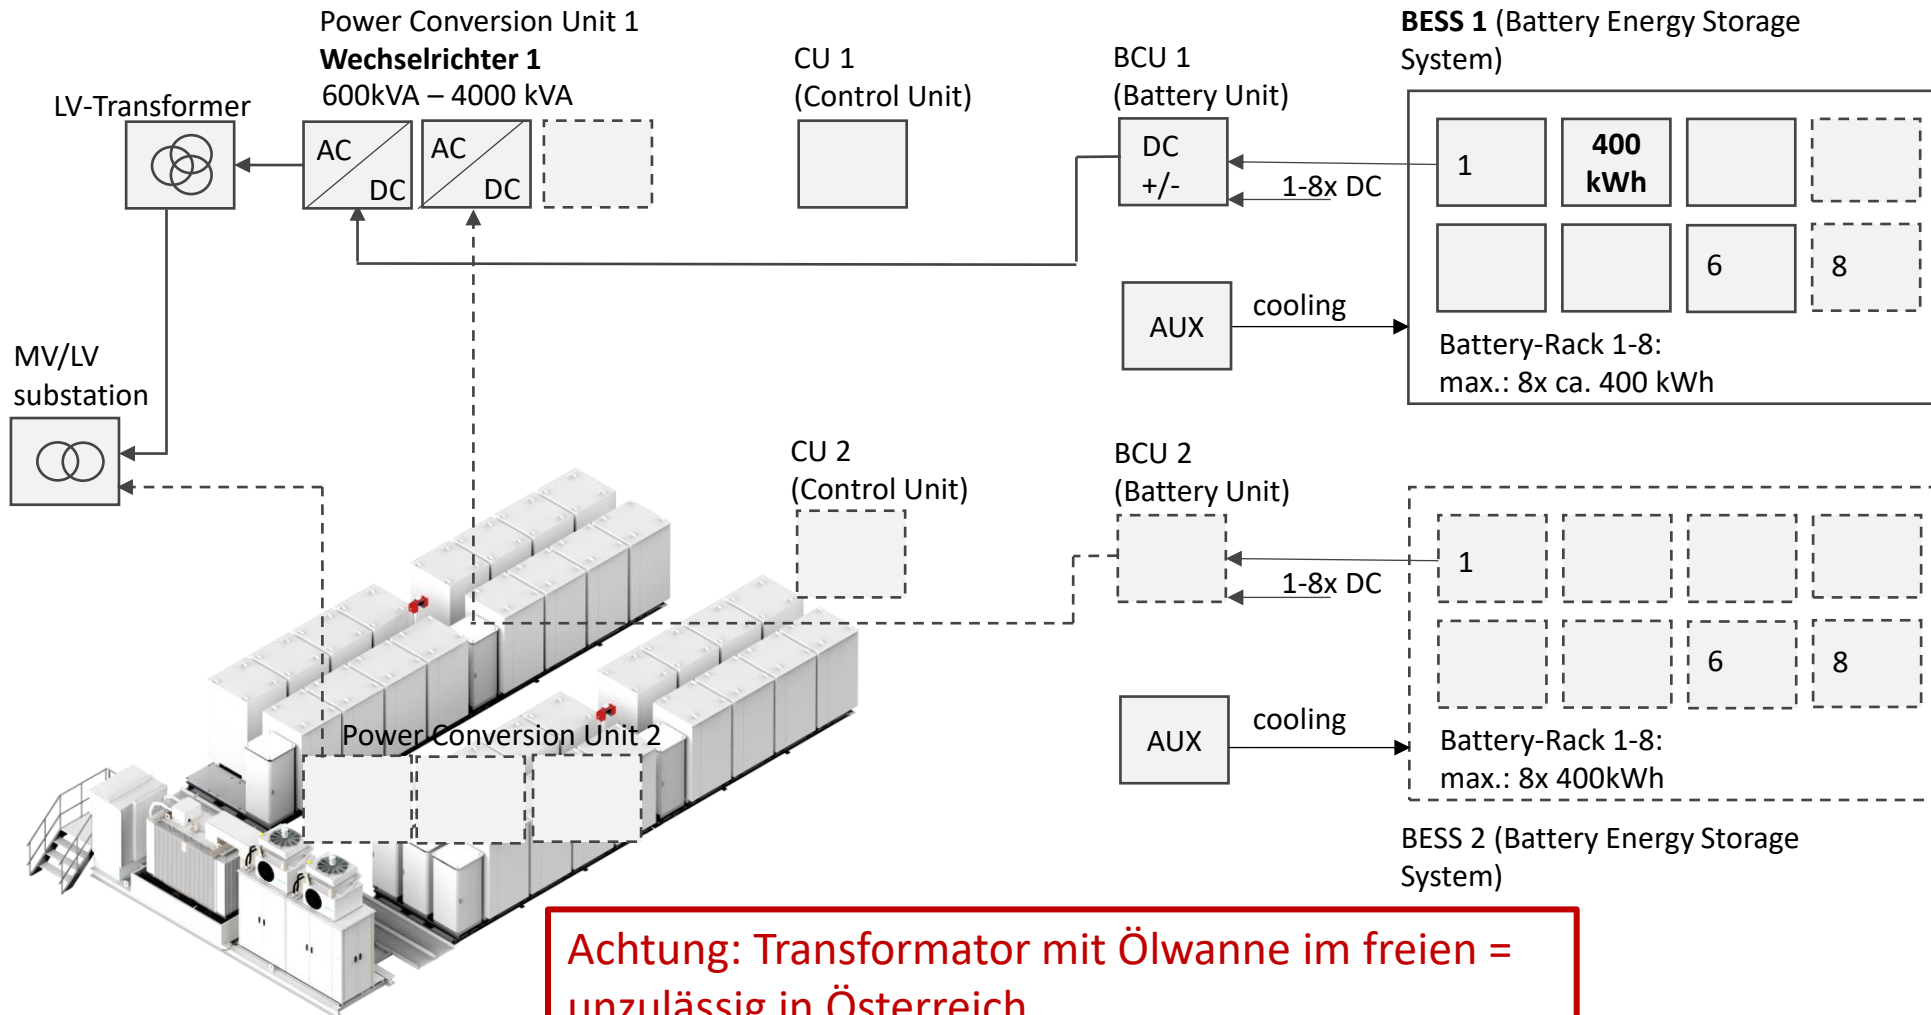 Power Conversion Unit 1
Wechselrichter 1
600kVA – 4000 kVA
LV-Transformer
AC
DC
AC
DC
CU 1
(Control Unit)
BCU 1
(Battery Unit)
DC
+/-
1-8x DC
BESS 1 (Battery Energy Storage
System)
1
400
kWh
6
8
Battery-Rack 1-8:
max.: 8x ca. 400 kWh
AUX
cooling
MV/LV
substation
CU 2
(Control Unit)
BCU 2
(Battery Unit)
1-8x DC
1
6
8
Battery-Rack 1-8:
max.: 8x 400kWh
AUX
cooling
BESS 2 (Battery Energy Storage
System)
Power Conversion Unit 2
Achtung: Transformator mit Ölwanne im freien =
unzulässig in Österreich